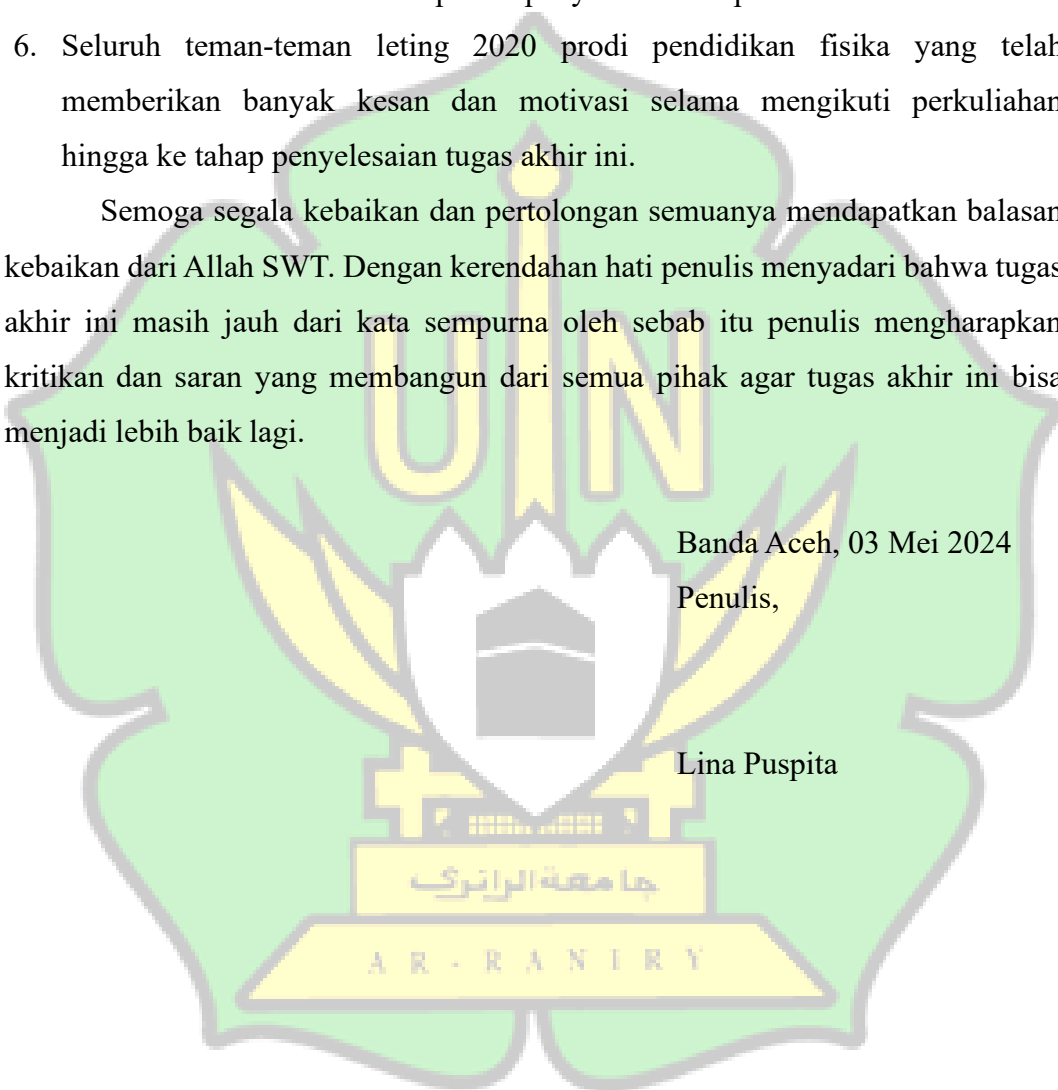 6. Seluruh teman-teman leting 2020 prodi pendidikan fisika yang telah
memberikan banyak kesan dan motivasi selama mengikuti perkuliahan
hingga ke tahap penyelesaian tugas akhir ini.
Semoga segala kebaikan dan pertolongan semuanya mendapatkan balasan
kebaikan dari Allah SWT. Dengan kerendahan hati penulis menyadari bahwa tugas
akhir ini masih jauh dari kata sempurna oleh sebab itu penulis mengharapkan
kritikan dan saran yang membangun dari semua pihak agar tugas akhir ini bisa
menjadi lebih baik lagi.
UIN
Banda Aceh, 03 Mei 2024
Penulis,
Lina Puspita
جامعة الرانري
AR-RANIRY